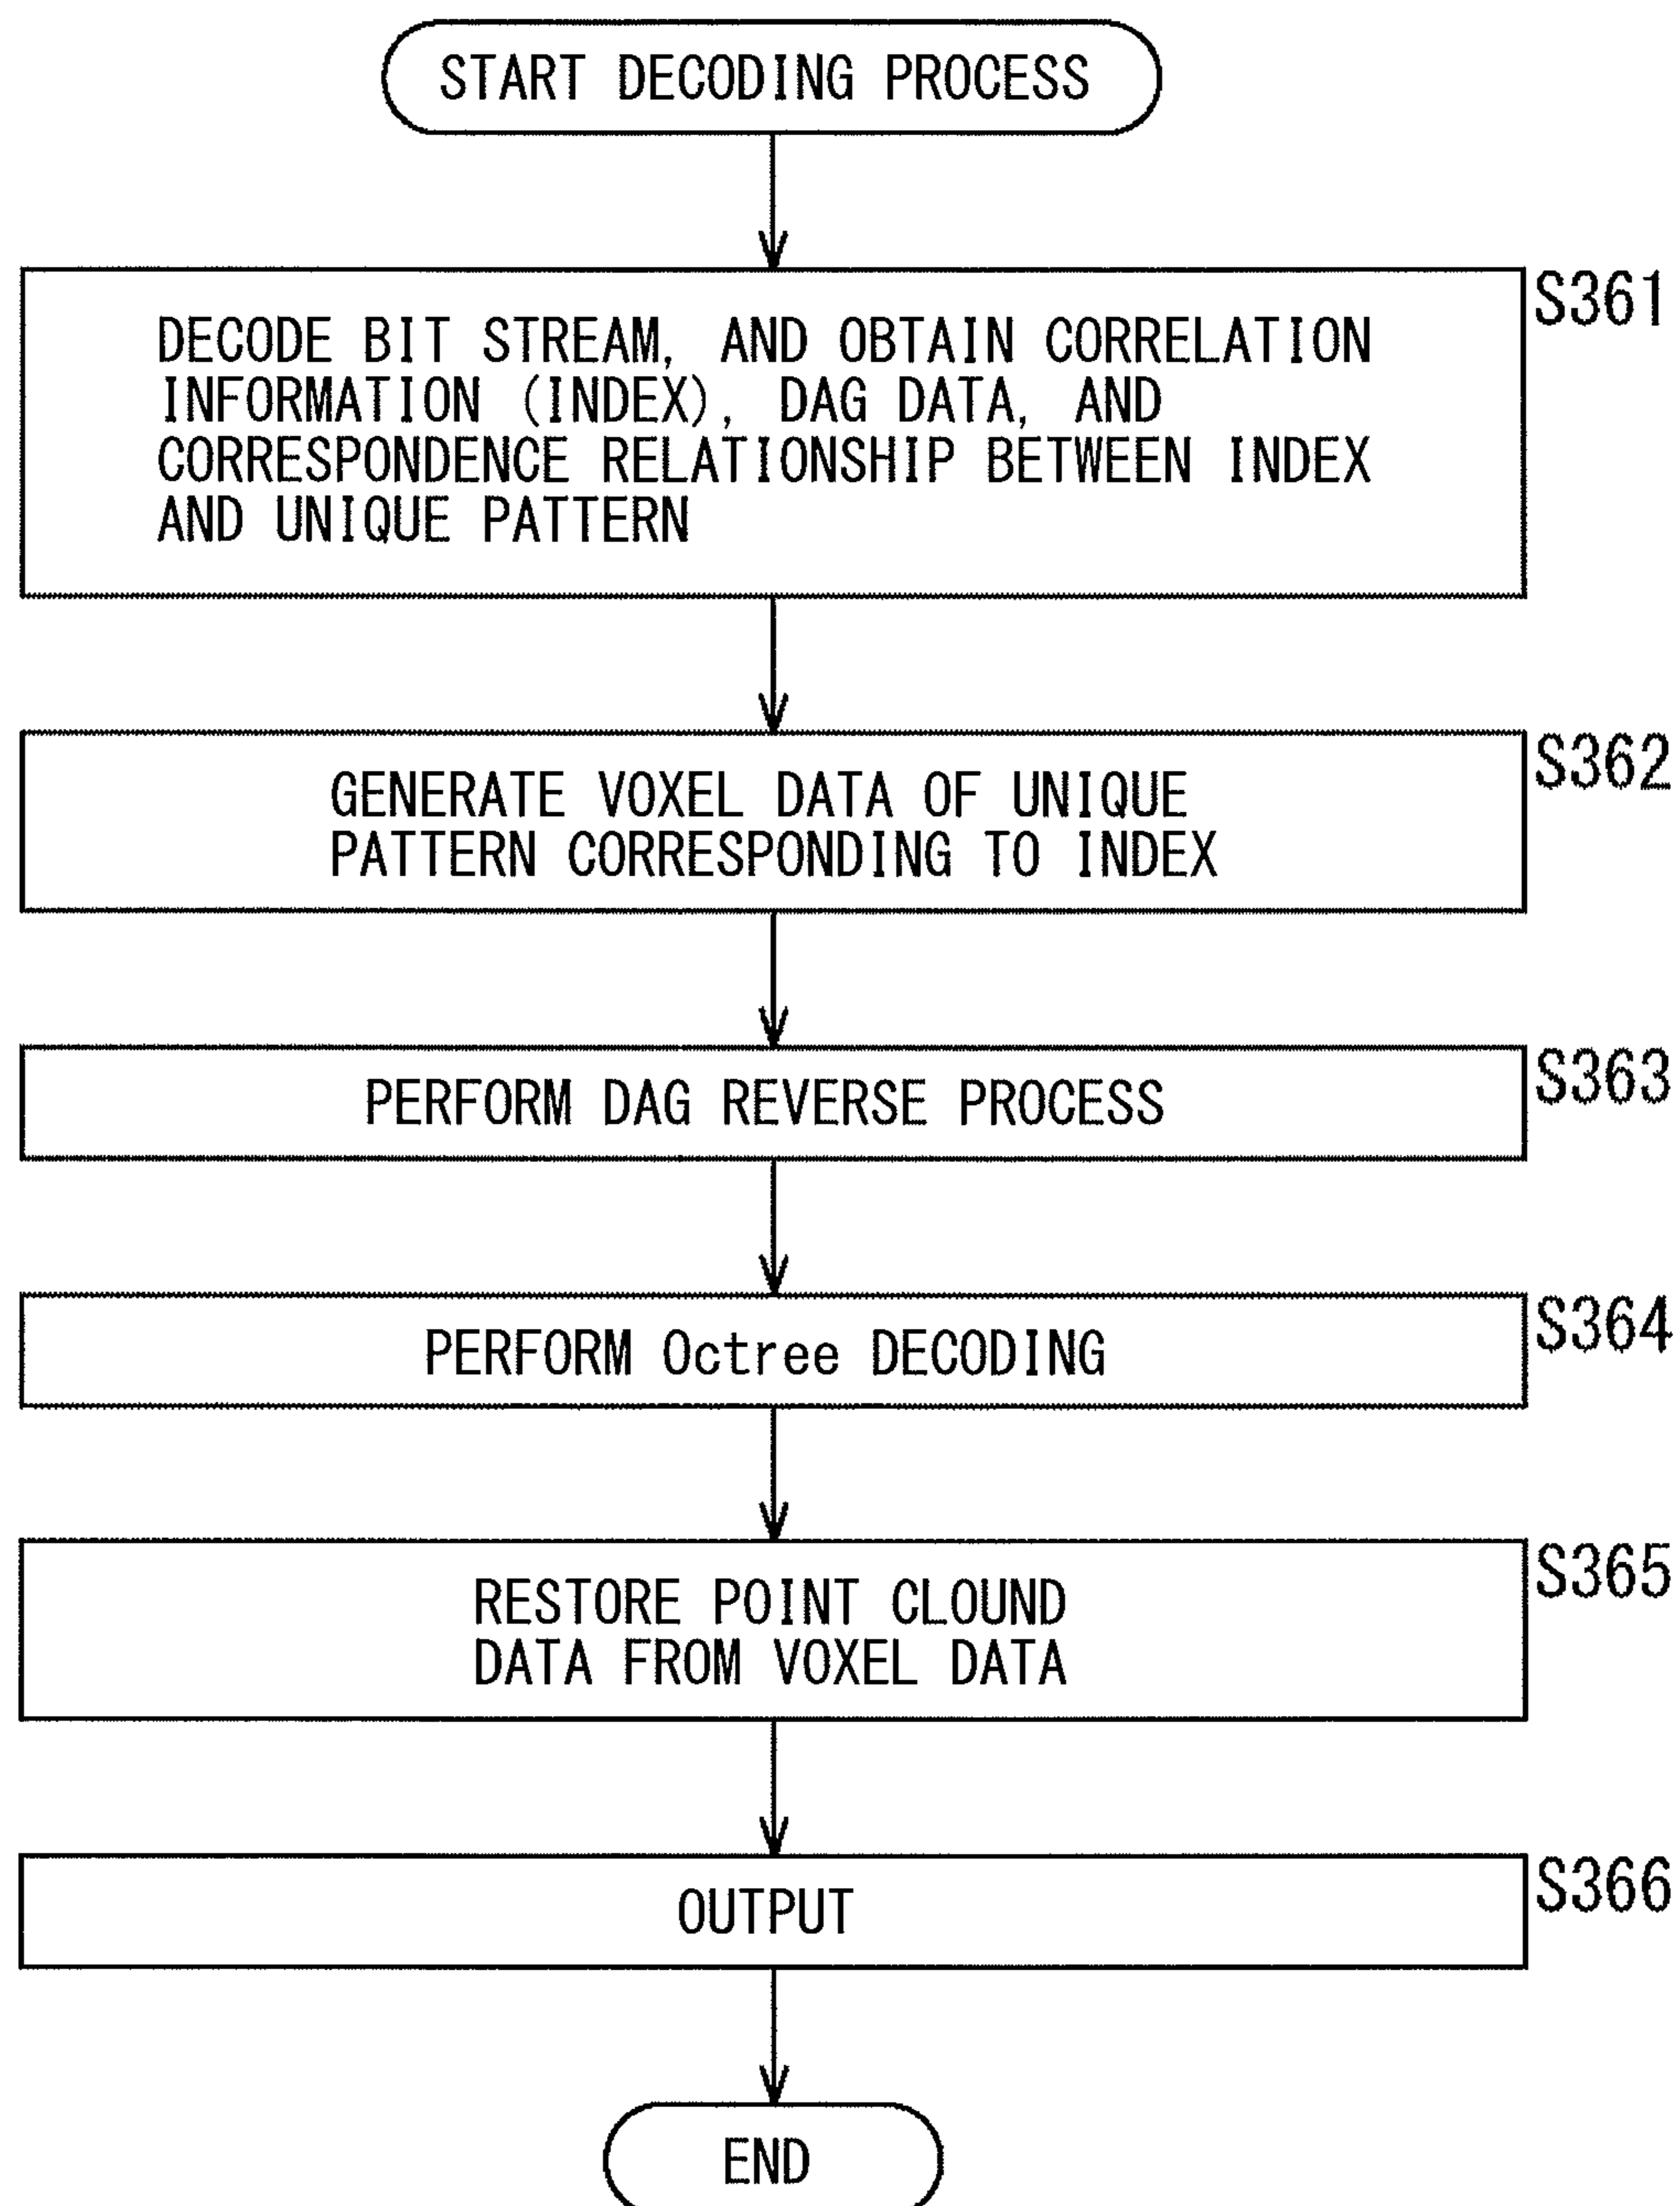 START DECODING PROCESS
S361
DECODE BIT STREAM, AND OBTAIN CORRELATION
INFORMATION (INDEX), DAG DATA, AND
CORRESPONDENCE RELATIONSHIP BETWEEN INDEX
AND UNIQUE PATTERN
S362
GENERATE VOXEL DATA OF UNIQUE
PATTERN CORRESPONDING TO INDEX
S363
PERFORM DAG REVERSE PROCESS
S364
PERFORM Octree DECODING
S365
RESTORE POINT CLOUND
DATA FROM VOXEL DATA
S366
OUTPUT
END